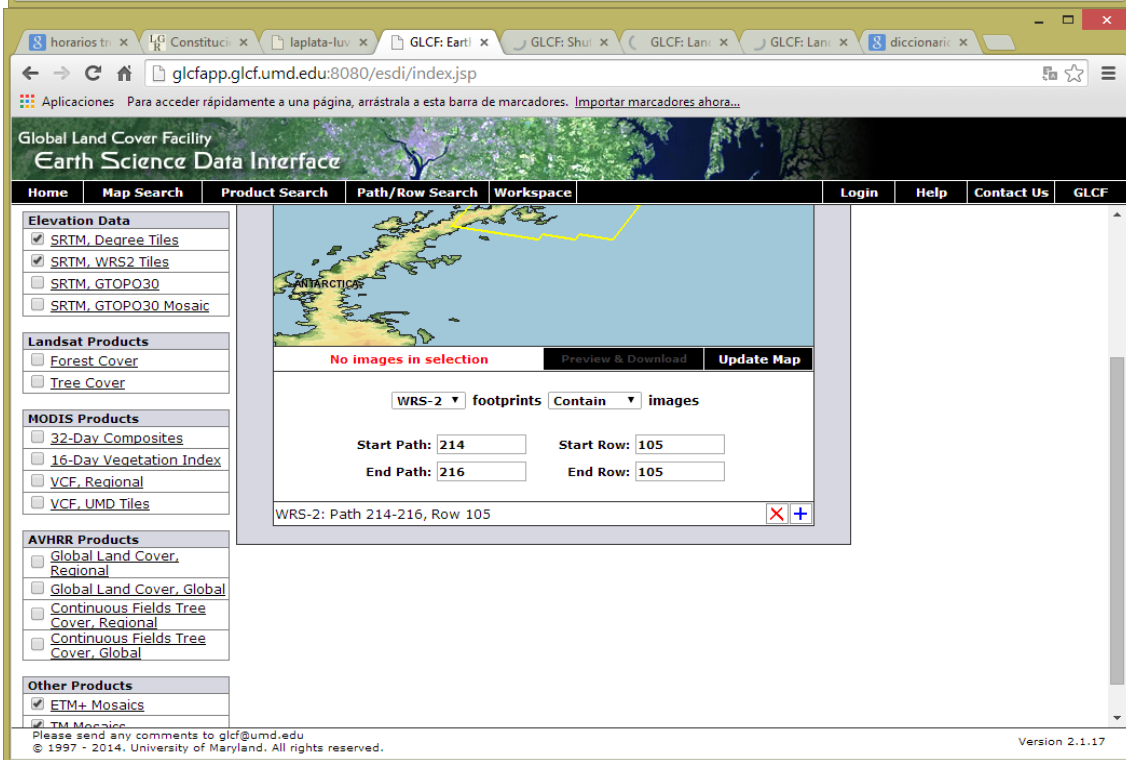 horarios tr
Constituci
laplata-luv
GLCF: Eart
GLCF: Shut
GLCF: Lan
GLCF: Lan
diccionaric
glcfapp.glcf.umd.edu:8080/esdi/index.jsp
Aplicaciones Para acceder rápidamente a una página, arrástrala a esta barra de marcadores. Importar marcadores ahora...
Global Land Cover Facility
Earth Science Data Interface
Home Map Search Product Search Path/Row Search Workspace Login Help Contact Us GLCF
Elevation Data
SRTM, Degree Tiles
SRTM, WRS2 Tiles
SRTM, GTOPO30
SRTM, GTOPO30 Mosaic
Landsat Products
Forest Cover
Tree Cover
MODIS Products
32-Day Composites
16-Day Vegetation Index
VCF, Regional
VCF, UMD Tiles
AVHRR Products
Global Land Cover,
Regional
Global Land Cover, Global
Continuous Fields Tree
Cover, Regional
Continuous Fields Tree
Cover, Global
Other Products
ETM+ Mosaics
TM Mosaics
ANTARCTICA
No images in selection Preview & Download Update Map
WRS-2 footprints Contain images
Start Path: 214 Start Row: 105
End Path: 216 End Row: 105
WRS-2: Path 214-216, Row 105
Please send any comments to glcf@umd.edu
© 1997 - 2014. University of Maryland. All rights reserved.
Version 2.1.17